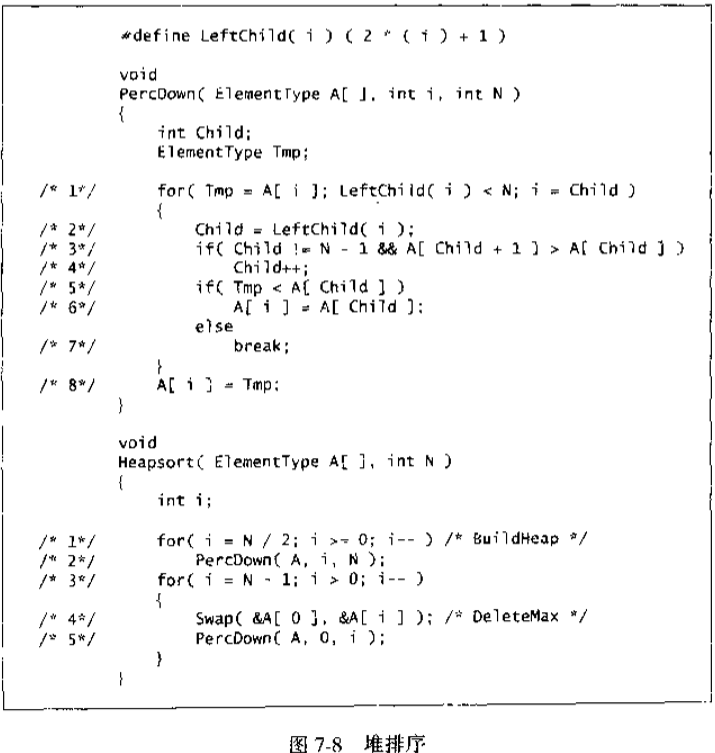 #define LeftChild( i ) ( 2 * ( i ) + 1 )
void
PercDown( ElementType A[ ], int i, int N )
{
int Child;
ElementType Tmp;
/* 1*/ for( Tmp = A[ i ]; LeftChild( i ) < N; i = Child )
{
/* 2*/ Child = LeftChild( i );
/* 3*/ if( Child != N - 1 && A[ Child + 1 ] > A[ Child ] )
/* 4*/ Child++;
/* 5*/ if( Tmp < A[ Child ] )
/* 6*/ A[ i ] = A[ Child ];
else
/* 7*/ break;
}
/* 8*/ A[ i ] = Tmp;
}
void
Heapsort( ElementType A[ ], int N )
{
int i;
/* 1*/ for( i = N / 2; i >= 0; i-- ) /* BuildHeap */
/* 2*/ PercDown( A, i, N );
/* 3*/ for( i = N - 1; i > 0; i-- )
{
/* 4*/ Swap( &A[ 0 ], &A[ i ] ); /* DeleteMax */
/* 5*/ PercDown( A, 0, i );
}
}
图 7-8 堆排序